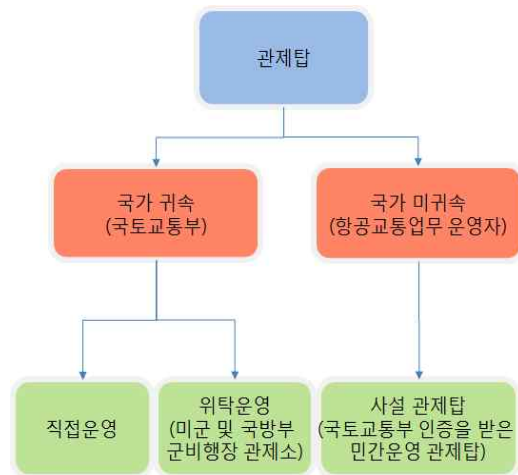 관제탑
국가 귀속
(국토교통부)
국가 미귀속
(항공교통업무 운영자)
직접운영
위탁운영
(미군 및 국방부
군비행장 관제소)
사설 관제탑
(국토교통부 인증을 받은
민간운영 관제탑)